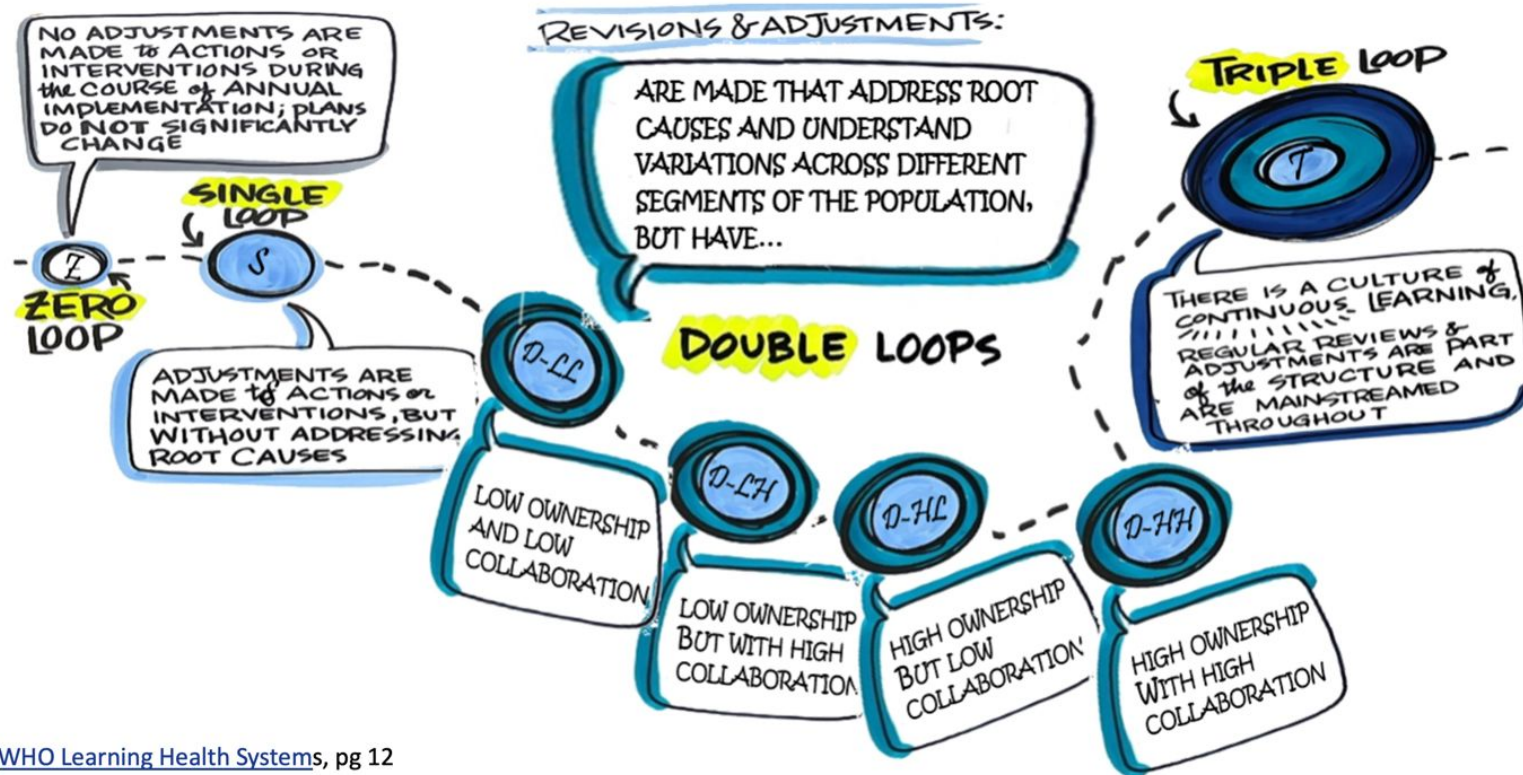 NO ADJUSTMENTS ARE
MADE to ACTIONS OR
INTERVENTIONS DURING
the COURSE of ANNUAL
IMPLEMENTATION; PLANS
DO NOT SIGNIFICANTLY
CHANGE
Z
ZERO
LOOP
SINGLE
LOOP
S
ADJUSTMENTS ARE
MADE to ACTIONS or
INTERVENTIONS, BUT
WITHOUT ADDRESSING
ROOT CAUSES
REVISIONS & ADJUSTMENTS:
ARE MADE THAT ADDRESS ROOT
CAUSES AND UNDERSTAND
VARIATIONS ACROSS DIFFERENT
SEGMENTS OF THE POPULATION,
BUT HAVE...
DOUBLE LOOPS
D-LL
LOW OWNERSHIP
AND LOW
COLLABORATION
D-LH
LOW OWNERSHIP
BUT WITH HIGH
COLLABORATION
D-HL
HIGH OWNERSHIP
BUT LOW
COLLABORATION
D-HH
HIGH OWNERSHIP
WITH HIGH
COLLABORATION
TRIPLE LOOP
T
THERE IS A CULTURE of
CONTINUOUS LEARNING,
REGULAR REVIEWS &
ADJUSTMENTS ARE PART
of the STRUCTURE AND
ARE MAINSTREAMED
THROUGHOUT
WHO Learning Health Systems, pg 12